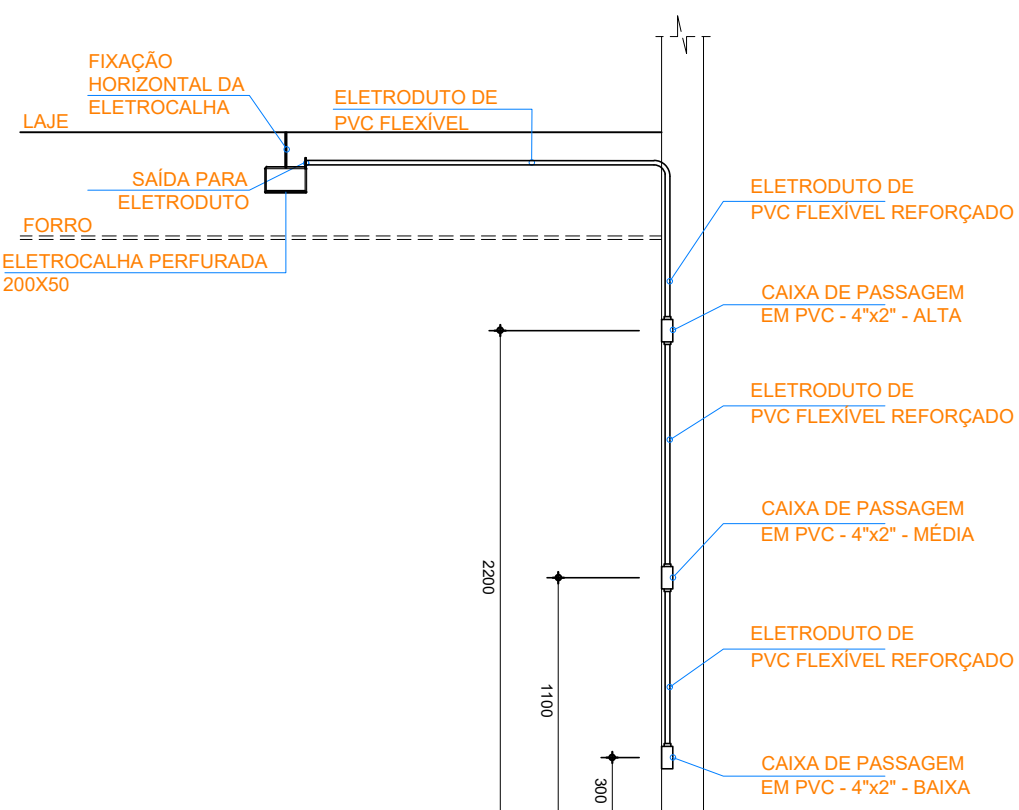 FIXAÇÃO
HORIZONTAL DA
ELETROCALHA
ELETRODUTO DE
PVC FLEXÍVEL
LAJE
SAÍDA PARA
ELETRODUTO
FORRO
ELETROCALHA PERFURADA
200X50
ELETRODUTO DE
PVC FLEXÍVEL REFORÇADO
CAIXA DE PASSAGEM
EM PVC - 4"x2" - ALTA
ELETRODUTO DE
PVC FLEXÍVEL REFORÇADO
CAIXA DE PASSAGEM
EM PVC - 4"x2" - MÉDIA
2200
ELETRODUTO DE
PVC FLEXÍVEL REFORÇADO
1100
CAIXA DE PASSAGEM
EM PVC - 4"x2" - BAIXA
300